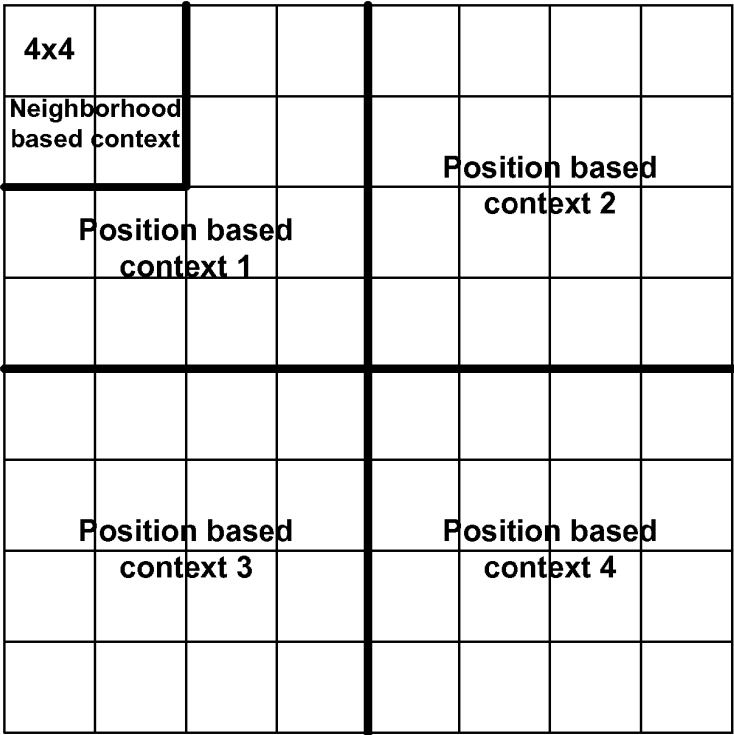 4x4
Neighborhood
based context
Position based
context 2
Position based
context 1
Position based
context 3
Position based
context 4